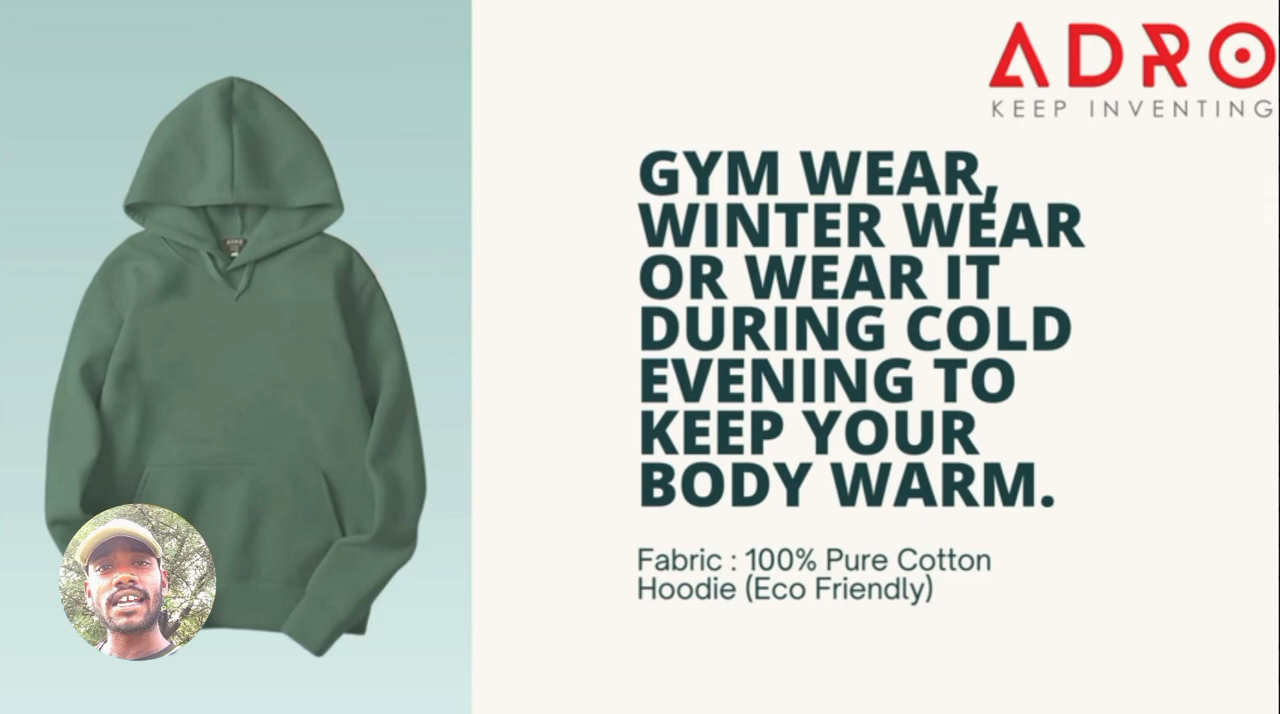 ADRO
KEEP INVENTING
GYM WEAR,
WINTER WEAR
OR WEAR IT
DURING COLD
EVENING TO
KEEP YOUR
BODY WARM.
Fabric : 100% Pure Cotton
Hoodie (Eco Friendly)
ADRO